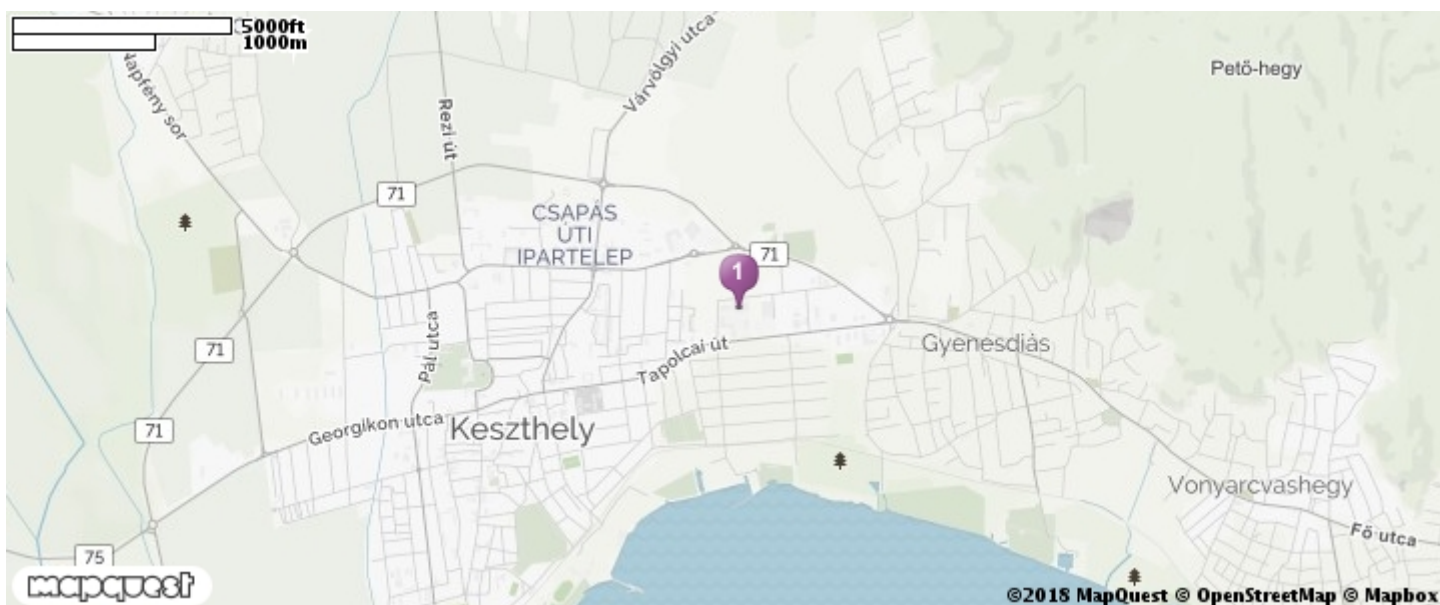 5000ft
1000m
Napfény sor
Rezi út
Várvölgyi utca
Pető-hegy
71
CSAPÁS
ÚTI
IPARTELEP
71
1
71
Pál utca
Tapolcai út
Gyenesdiás
71
Georgikon utca
Keszthely
Vonyarcvashegy
Fő utca
75
mapquest
©2018 MapQuest © OpenStreetMap © Mapbox